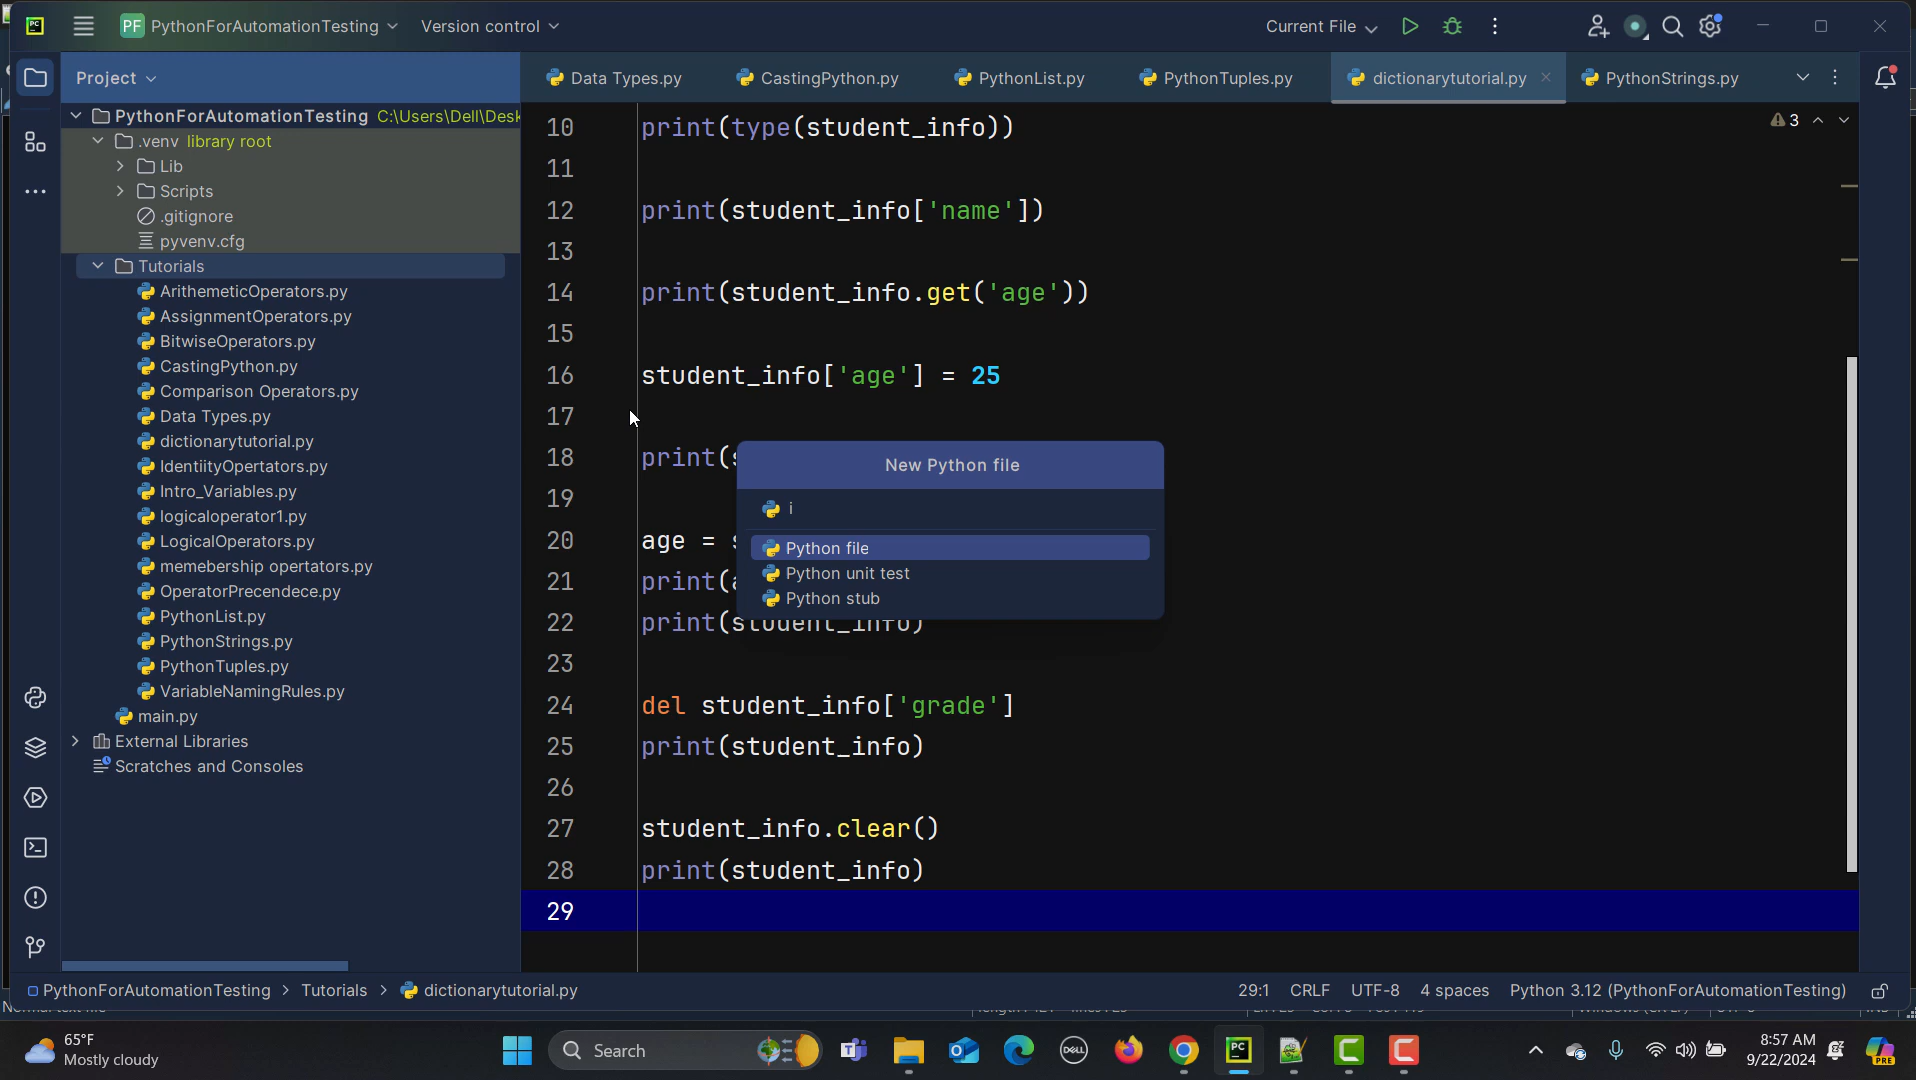 PC
PF PythonForAutomationTesting
Version control
Current File
Project
Data Types.py
CastingPython.py
PythonList.py
PythonTuples.py
dictionarytutorial.py
PythonStrings.py
PythonForAutomationTesting C:\Users\Dell\Desk
.venv library root
Lib
Scripts
.gitignore
pyvenv.cfg
Tutorials
ArithemeticOperators.py
AssignmentOperators.py
BitwiseOperators.py
CastingPython.py
Comparison Operators.py
Data Types.py
dictionarytutorial.py
IdentiityOpertators.py
Intro_Variables.py
logicaloperator1.py
LogicalOperators.py
memebership opertators.py
OperatorPrecendece.py
PythonList.py
PythonStrings.py
PythonTuples.py
VariableNamingRules.py
main.py
External Libraries
Scratches and Consoles
3
10 print(type(student_info))
11
12 print(student_info['name'])
13
14 print(student_info.get('age'))
15
16 student_info['age'] = 25
17
18 print(s
19
20 age = s
21 print(a
22 print(student_info)
23
24 del student_info['grade']
25 print(student_info)
26
27 student_info.clear()
28 print(student_info)
29
New Python file
i
Python file
Python unit test
Python stub
PythonForAutomationTesting > Tutorials > dictionarytutorial.py
29:1 CRLF UTF-8 4 spaces Python 3.12 (PythonForAutomationTesting)
65°F
Mostly cloudy
Search
DELL
PC
8:57 AM
9/22/2024
PRE